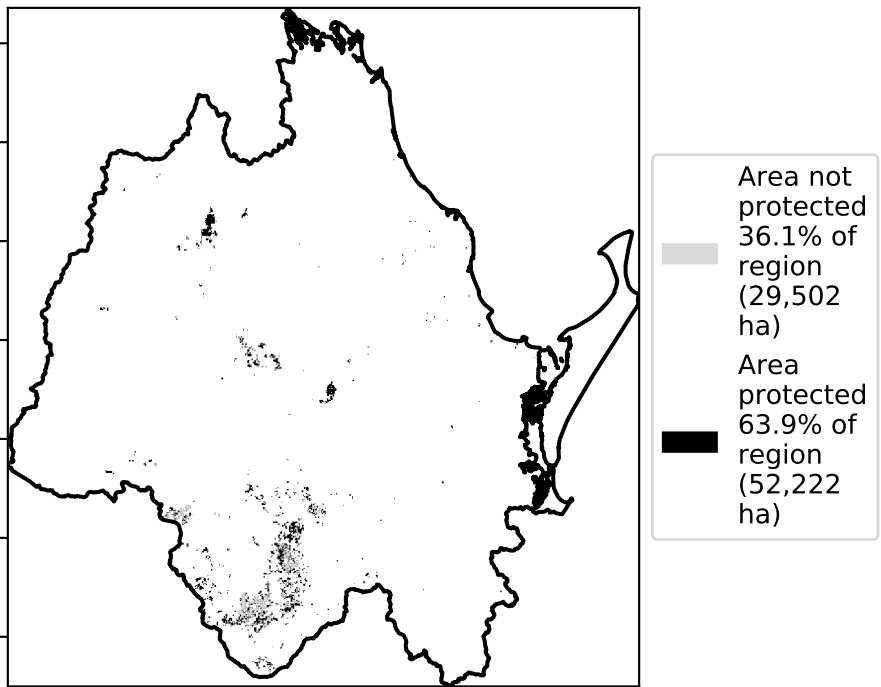 Area not
protected
36.1% of
region
(29,502
ha)
Area
protected
63.9% of
region
(52,222
ha)